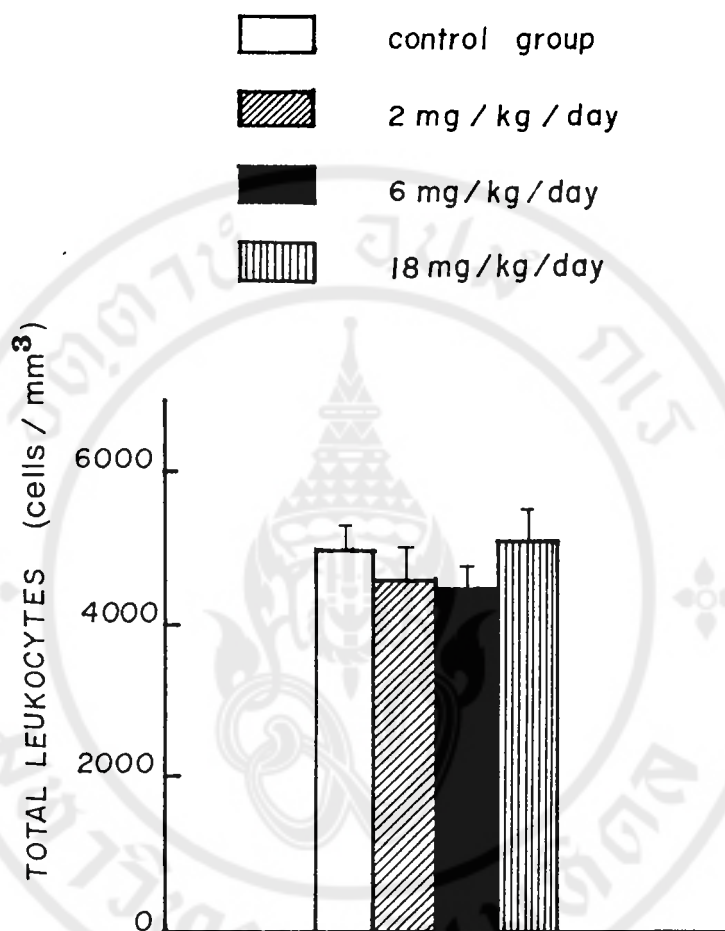 control group
2 mg / kg / day
6 mg/kg/day
18 mg/kg/day
TOTAL LEUKOCYTES (cells / mm³)
6000
4000
2000
0